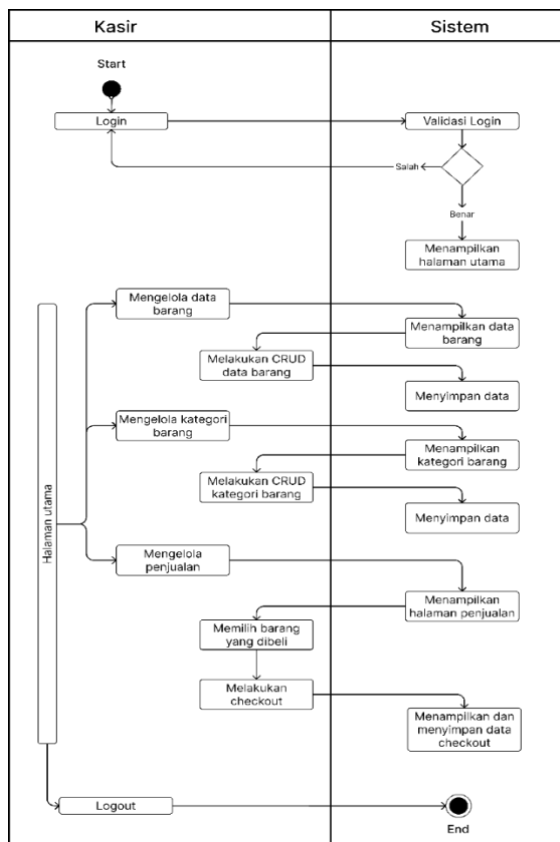 Kasir
Sistem
Start
Login
Validasi Login
Salah
Benar
Menampilkan
halaman utama
Halaman utama
Mengelola data
barang
Menampilkan data
barang
Melakukan CRUD
data barang
Menyimpan data
Mengelola kategori
barang
Menampilkan
kategori barang
Melakukan CRUD
kategori barang
Menyimpan data
Mengelola
penjualan
Menampilkan
halaman penjualan
Memilih barang
yang dibeli
Melakukan
checkout
Menampilkan dan
menyimpan data
checkout
Logout
End